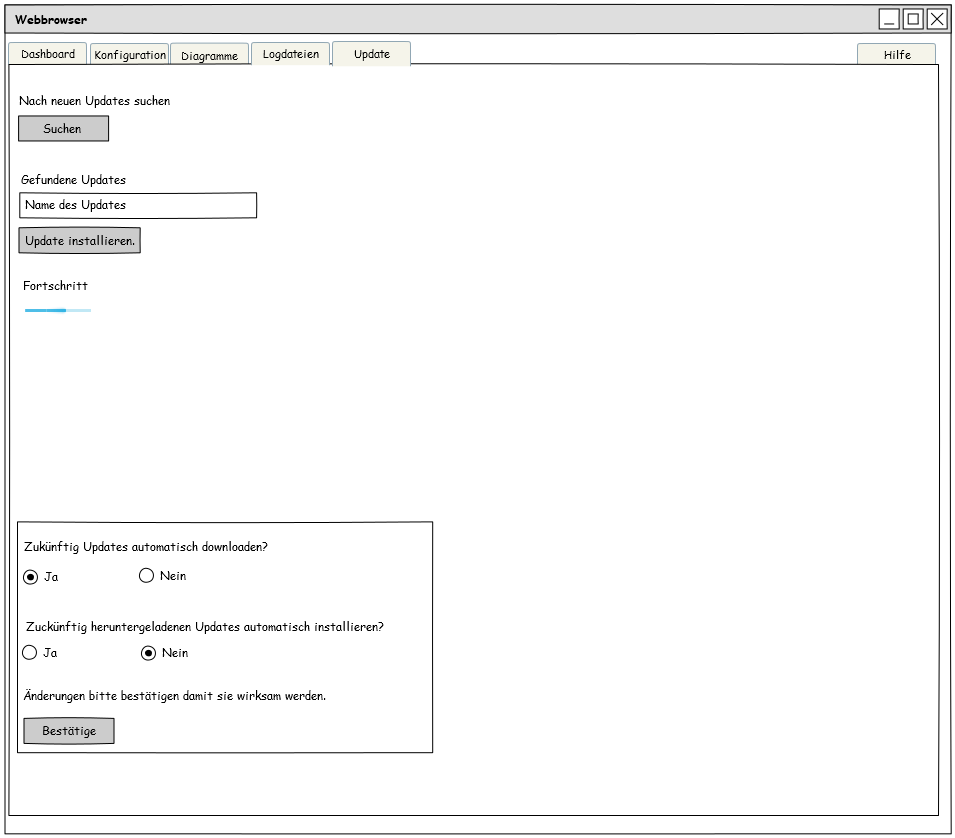 Webbrowser
Dashboard Konfiguration Diagramme Logdateien Update Hilfe
Nach neuen Updates suchen
Suchen
Gefundene Updates
Name des Updates
Update installieren.
Fortschritt
Zukünftig Updates automatisch downloaden?
Ja Nein
Zuckünftig heruntergeladenen Updates automatisch installieren?
Ja Nein
Änderungen bitte bestätigen damit sie wirksam werden.
Bestätige